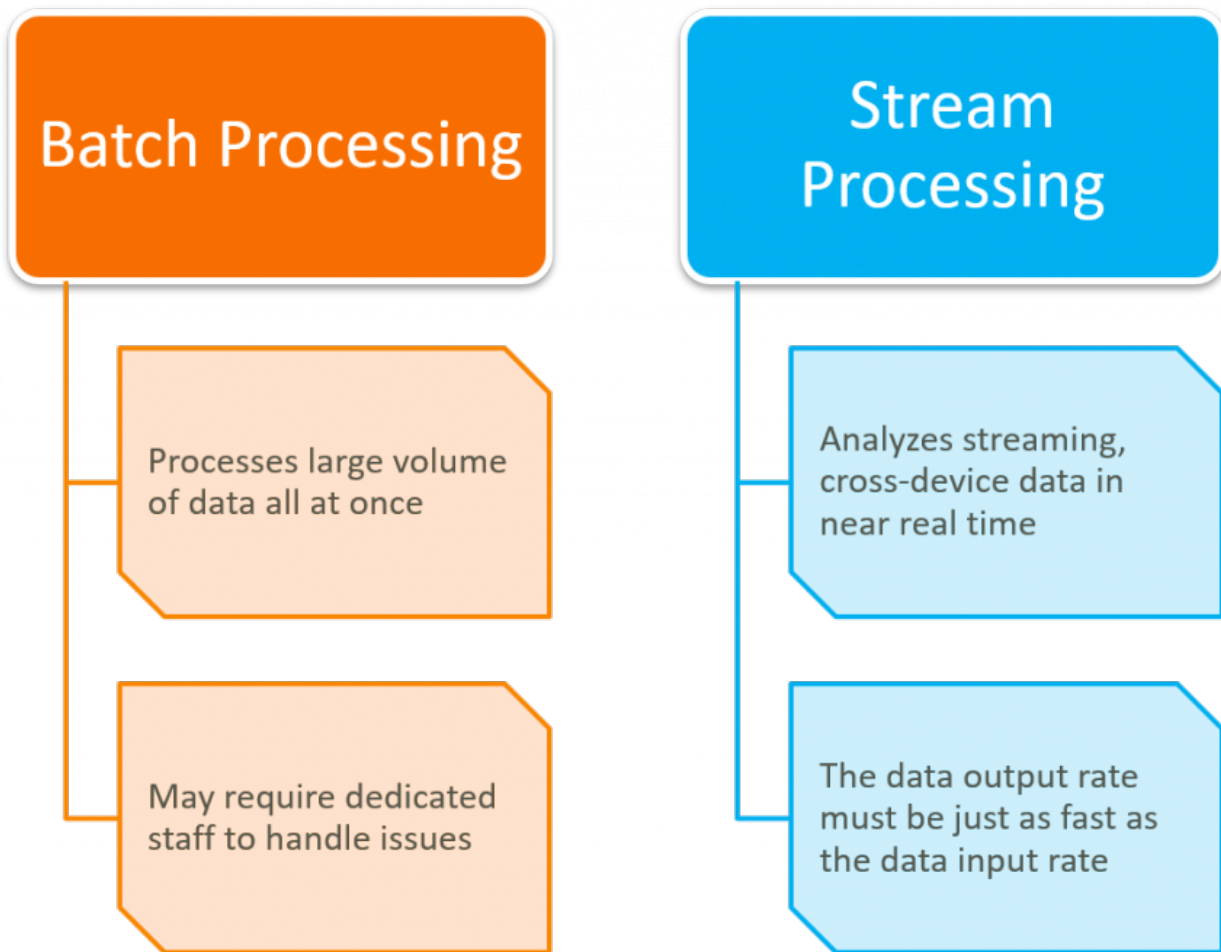 Batch Processing
Processes large volume
of data all at once
May require dedicated
staff to handle issues
Stream
Processing
Analyzes streaming,
cross-device data in
near real time
The data output rate
must be just as fast as
the data input rate